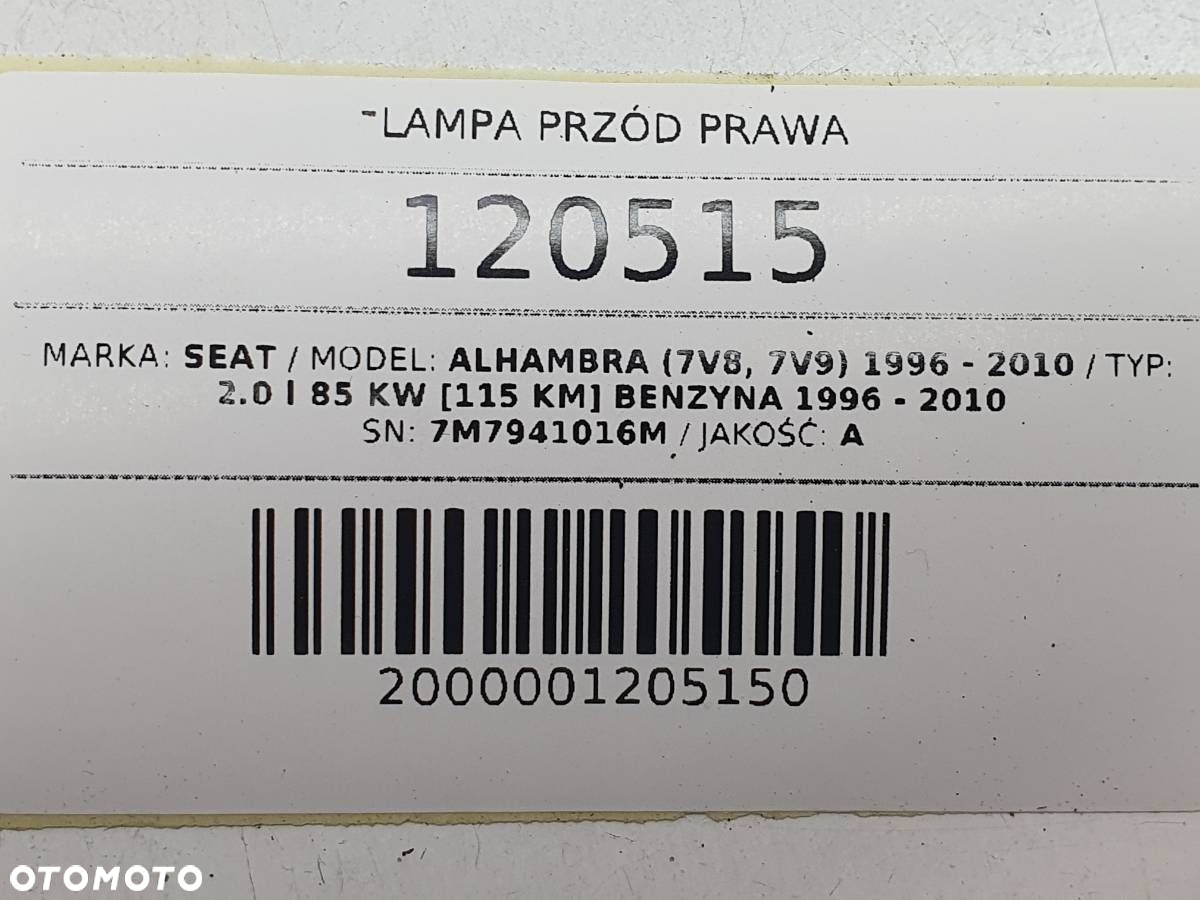 LAMPA PRZÓD PRAWA
120515
MARKA: SEAT / MODEL: ALHAMBRA (7V8, 7V9) 1996 - 2010 / TYP:
2.0 l 85 KW [115 KM] BENZYNA 1996 - 2010
SN: 7M7941016M / JAKOŚĆ: A
2000001205150
OTOMOTO